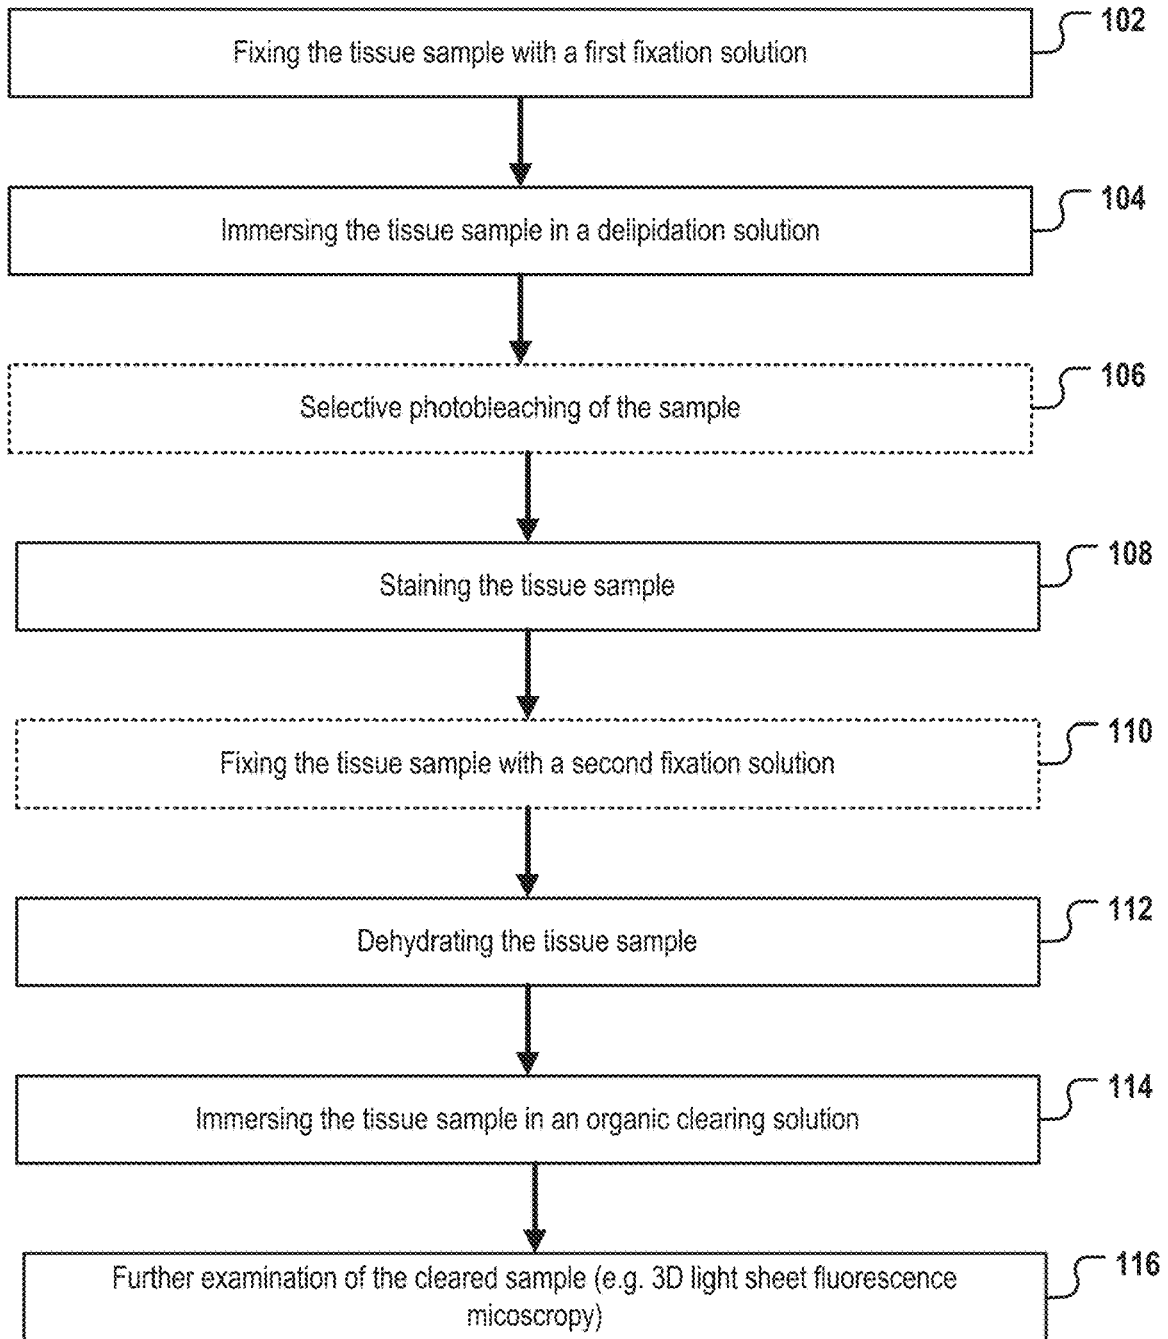 Fixing the tissue sample with a first fixation solution
102
Immersing the tissue sample in a delipidation solution
104
Selective photobleaching of the sample
106
Staining the tissue sample
108
Fixing the tissue sample with a second fixation solution
110
Dehydrating the tissue sample
112
Immersing the tissue sample in an organic clearing solution
114
Further examination of the cleared sample (e.g. 3D light sheet fluorescence
micoscropy)
116